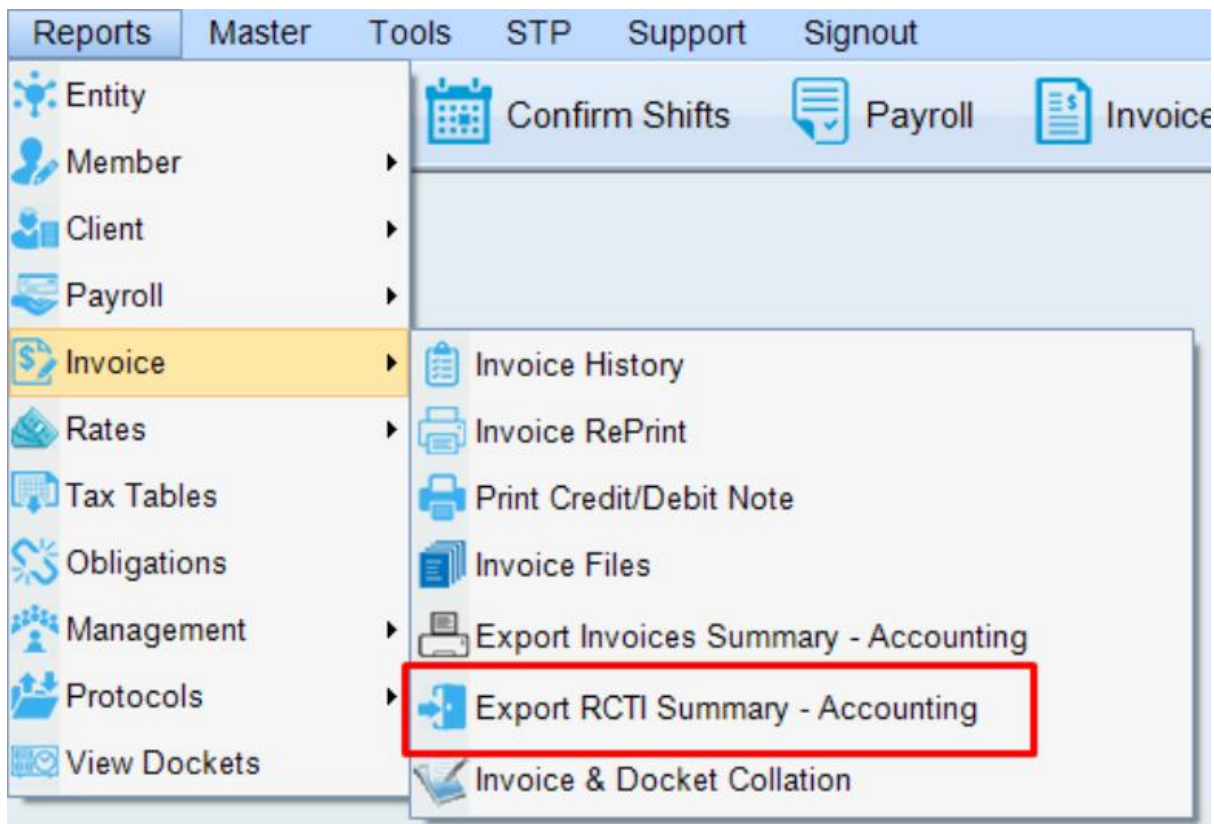 Reports Master Tools STP Support Signout
Confirm Shifts Payroll Invoice
Entity
Member
Client
Payroll
Invoice
Rates
Tax Tables
Obligations
Management
Protocols
View Dockets
Invoice History
Invoice RePrint
Print Credit/Debit Note
Invoice Files
Export Invoices Summary - Accounting
Export RCTI Summary - Accounting
Invoice & Docket Collation